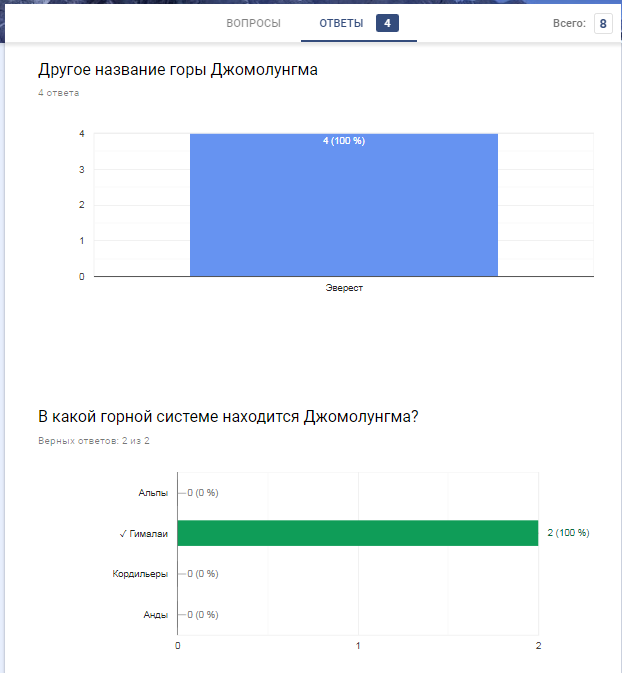 ВОПРОСЫ ОТВЕТЫ 4 Всего: 8
Другое название горы Джомолунгма
4 ответа
4
4 (100 %)
3
2
1
0
Эверест
В какой горной системе находится Джомолунгма?
Верных ответов: 2 из 2
Альпы 0 (0 %)
✓ Гималаи 2 (100 %)
Кордильеры 0 (0 %)
Анды 0 (0 %)
0 1 2